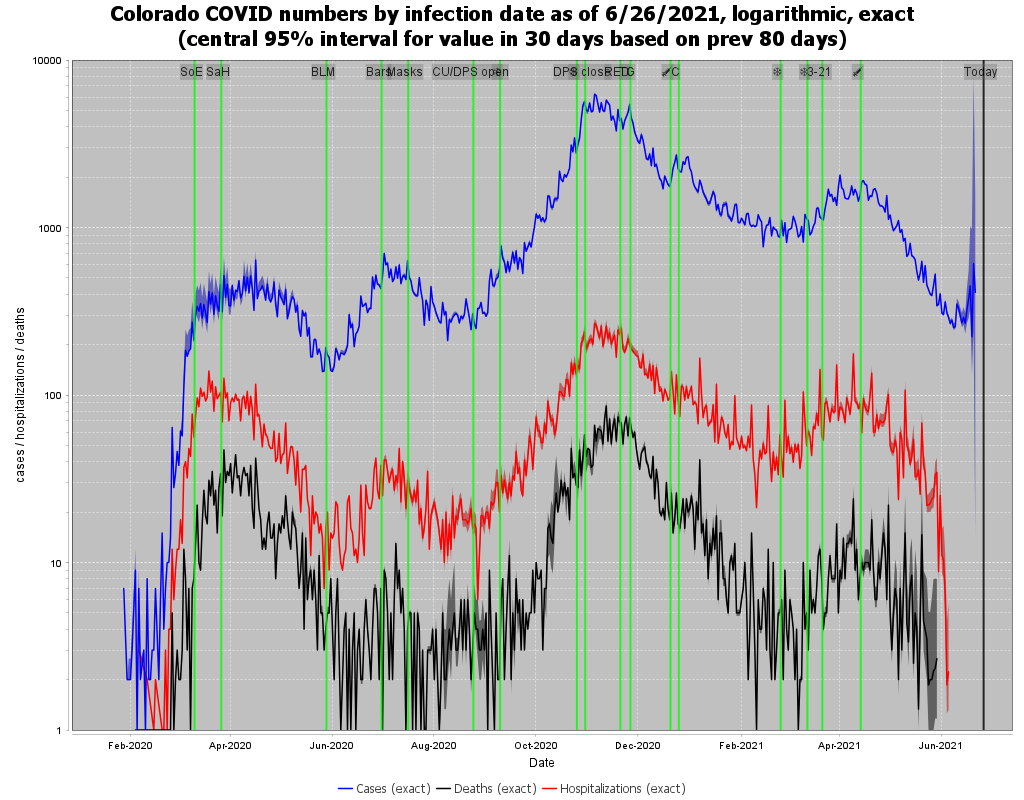 Colorado COVID numbers by infection date as of 6/26/2021, logarithmic, exact
(central 95% interval for value in 30 days based on prev 80 days)
SoE SaH BLM Bars Masks CU/DPS open DPS close RED C 3-21 Today
10000
1000
100
10
1
cases / hospitalizations / deaths
Feb-2020 Apr-2020 Jun-2020 Aug-2020 Oct-2020 Dec-2020 Feb-2021 Apr-2021 Jun-2021
Date
Cases (exact) Deaths (exact) Hospitalizations (exact)